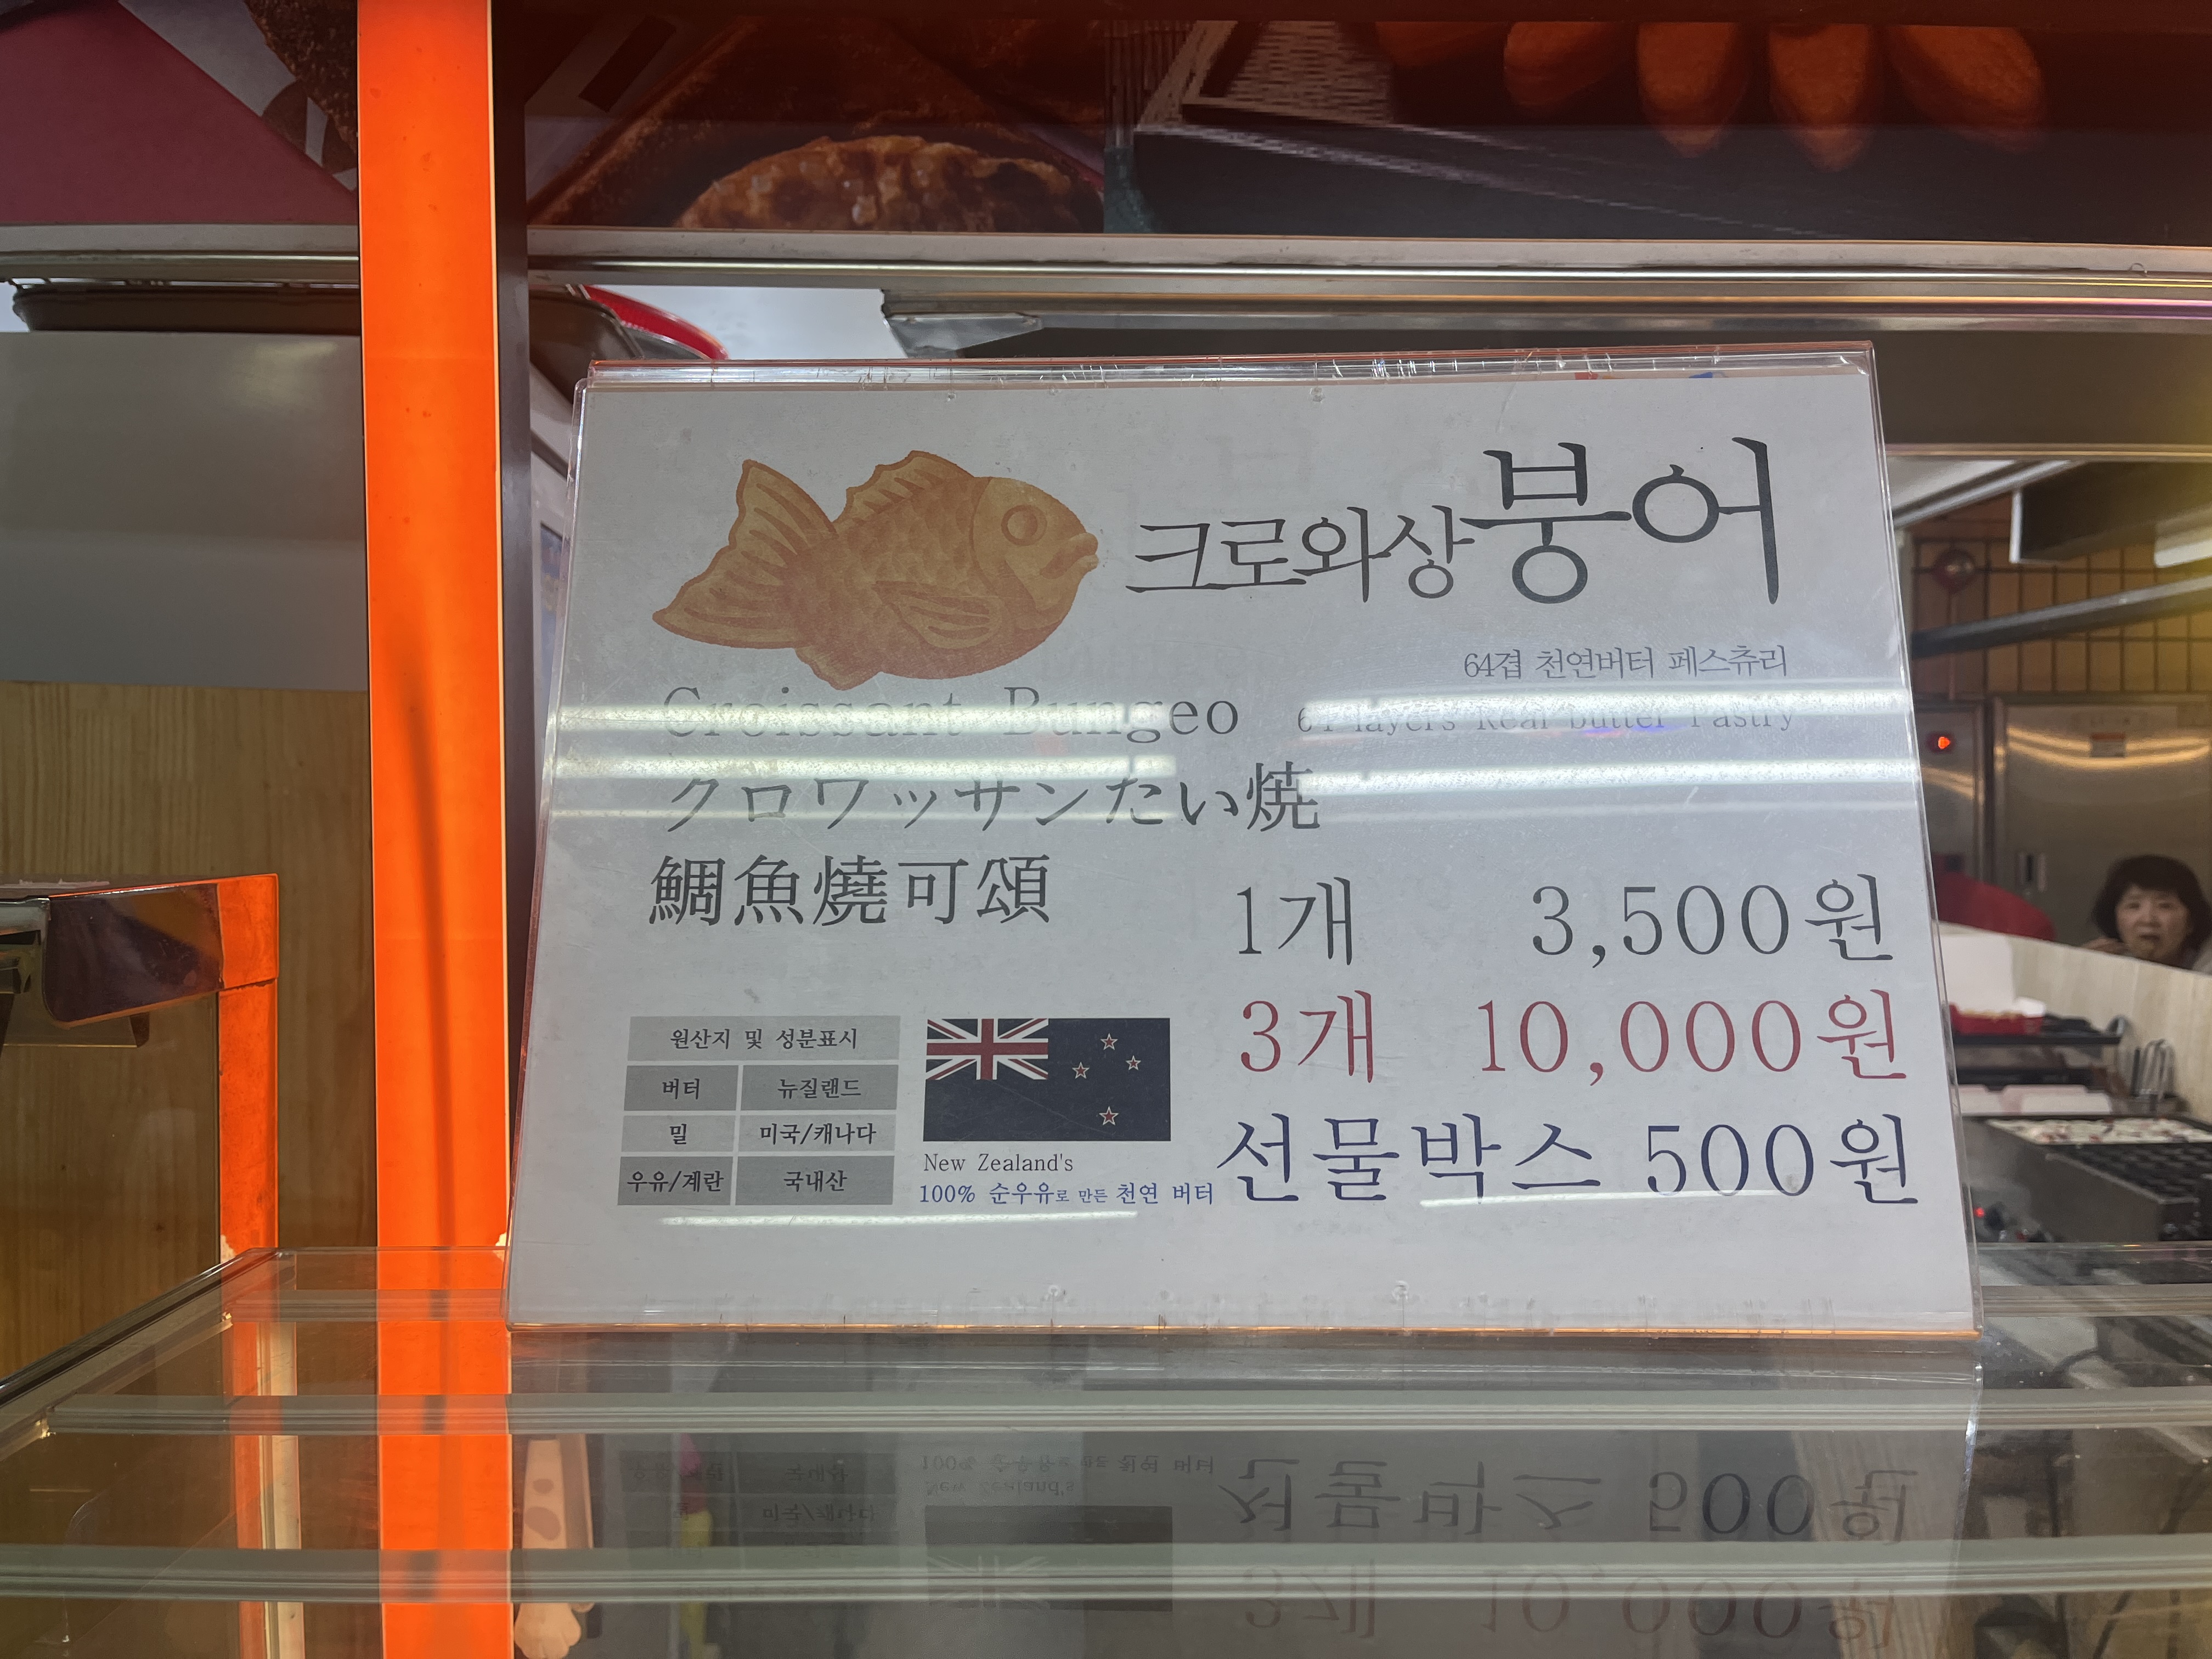 크로와상붕어
64겹 천연버터 페스츄리
Croissant Bungeo 64 layers Real butter Pastry
クロワッサンたい焼
鯛魚燒可頌
1개 3,500원
3개 10,000원
선물박스 500원
원산지 및 성분표시
버터 뉴질랜드
밀 미국/캐나다
우유/계란 국내산
New Zealand's
100% 순우유로 만든 천연 버터